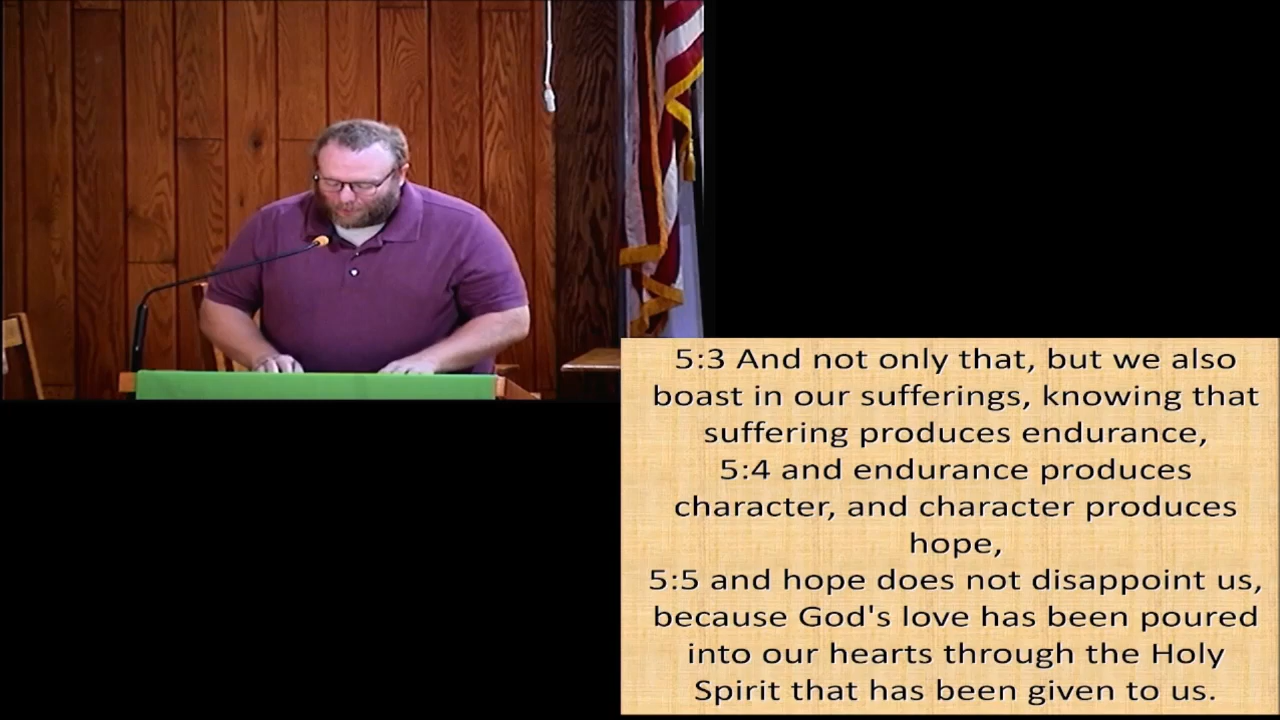 5:3 And not only that, but we also
boast in our sufferings, knowing that
suffering produces endurance,
5:4 and endurance produces
character, and character produces
hope,
5:5 and hope does not disappoint us,
because God's love has been poured
into our hearts through the Holy
Spirit that has been given to us.